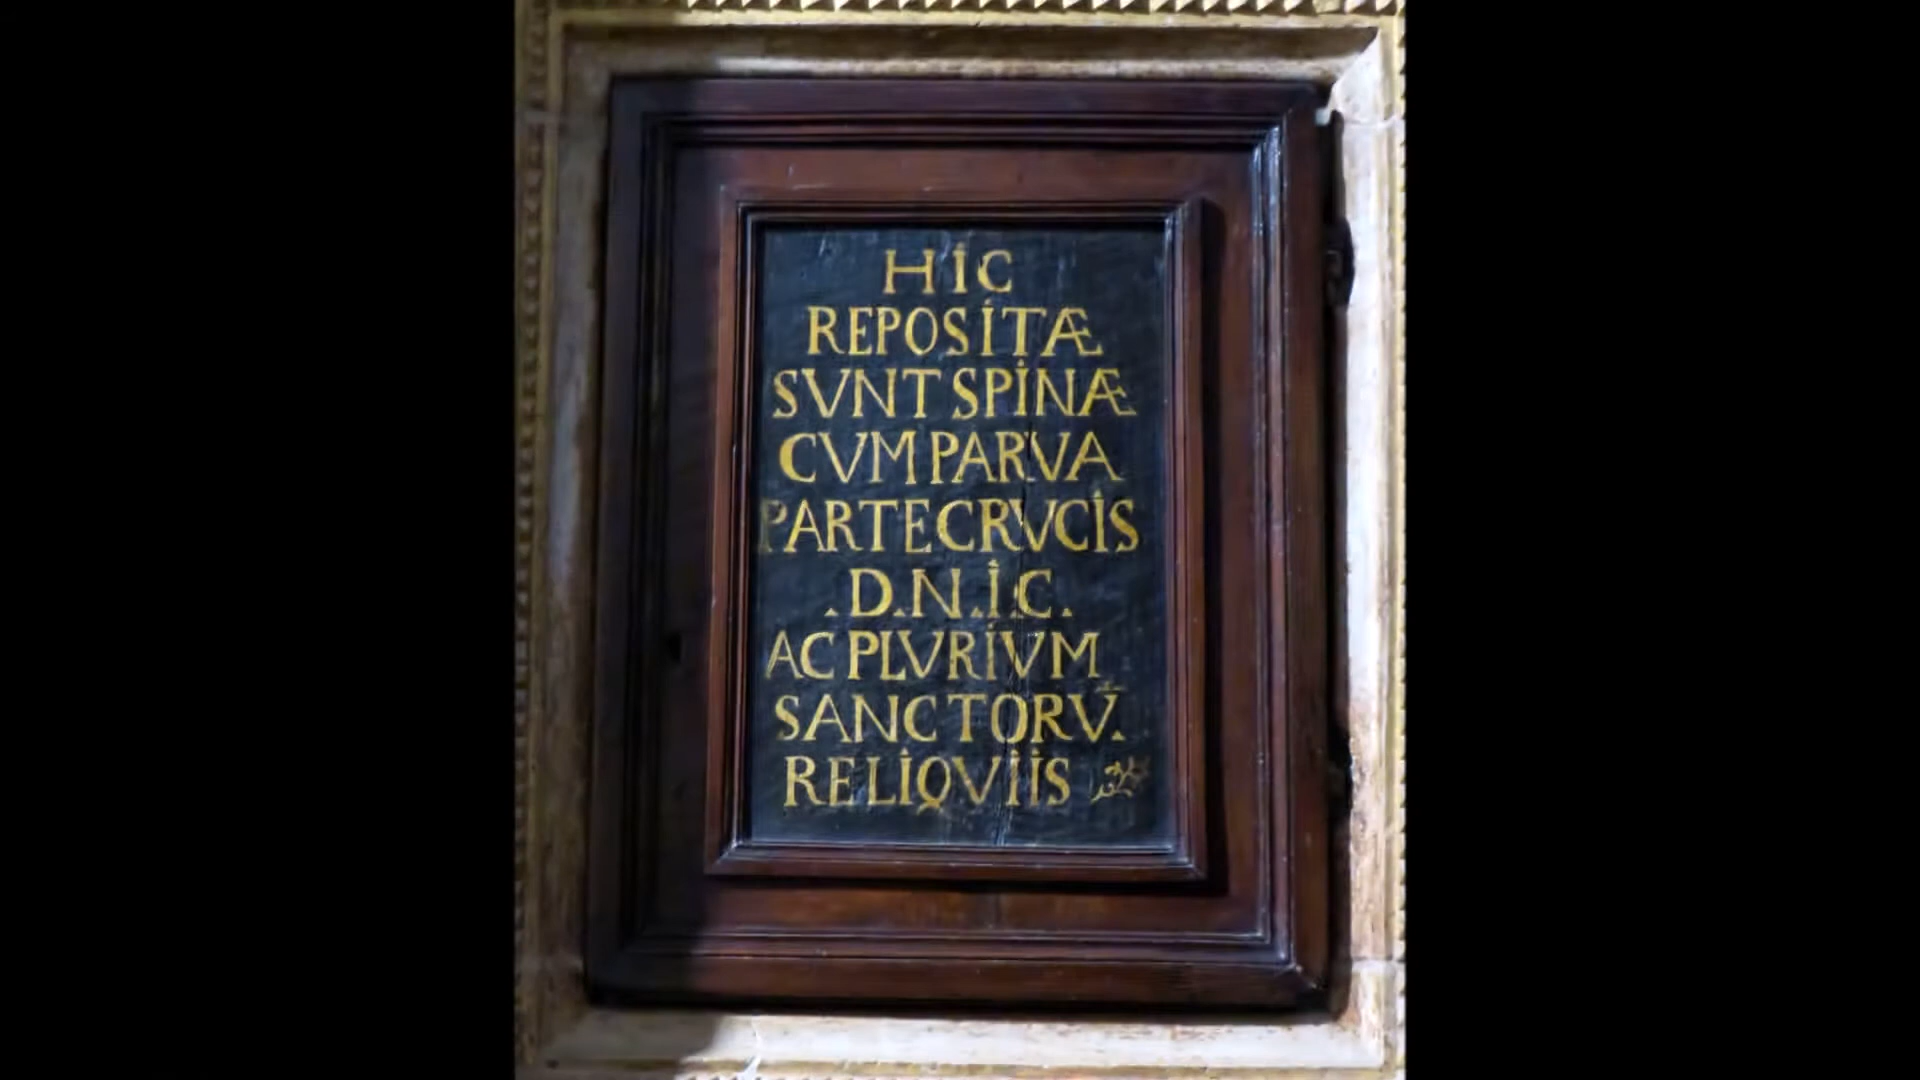 HIC
REPOSITÆ
SVNT SPINÆ
CVM PARVA
PARTE CRVCIS
.D.N.I.C.
AC PLVRIVM
SANCTORV̄.
RELIQVIIS